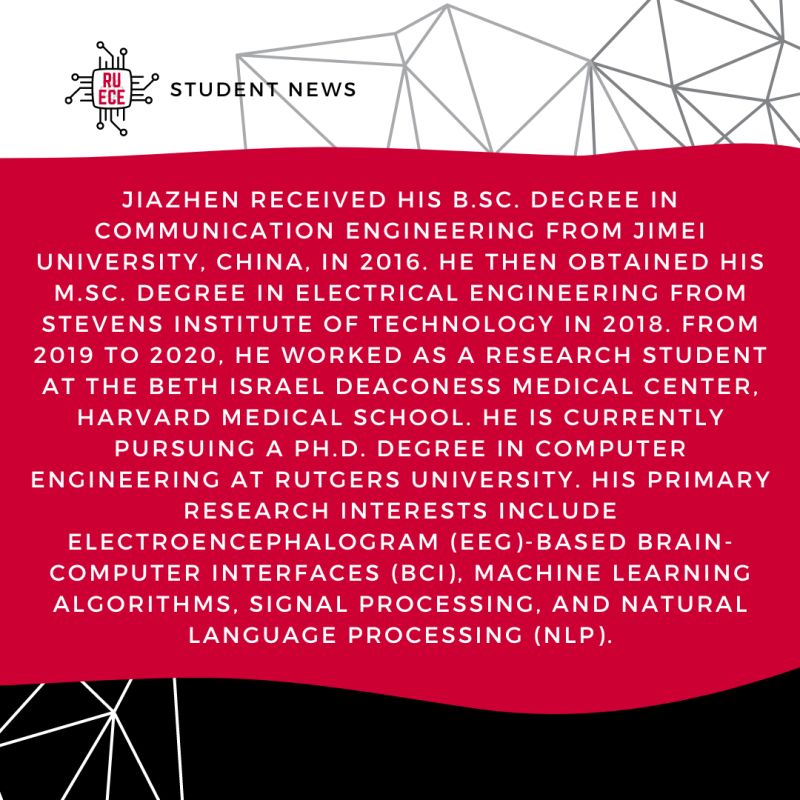 RU
ECE
STUDENT NEWS
JIAZHEN RECEIVED HIS B.SC. DEGREE IN
COMMUNICATION ENGINEERING FROM JIMEI
UNIVERSITY, CHINA, IN 2016. HE THEN OBTAINED HIS
M.SC. DEGREE IN ELECTRICAL ENGINEERING FROM
STEVENS INSTITUTE OF TECHNOLOGY IN 2018. FROM
2019 TO 2020, HE WORKED AS A RESEARCH STUDENT
AT THE BETH ISRAEL DEACONESS MEDICAL CENTER,
HARVARD MEDICAL SCHOOL. HE IS CURRENTLY
PURSUING A PH.D. DEGREE IN COMPUTER
ENGINEERING AT RUTGERS UNIVERSITY. HIS PRIMARY
RESEARCH INTERESTS INCLUDE
ELECTROENCEPHALOGRAM (EEG)-BASED BRAIN-
COMPUTER INTERFACES (BCI), MACHINE LEARNING
ALGORITHMS, SIGNAL PROCESSING, AND NATURAL
LANGUAGE PROCESSING (NLP).